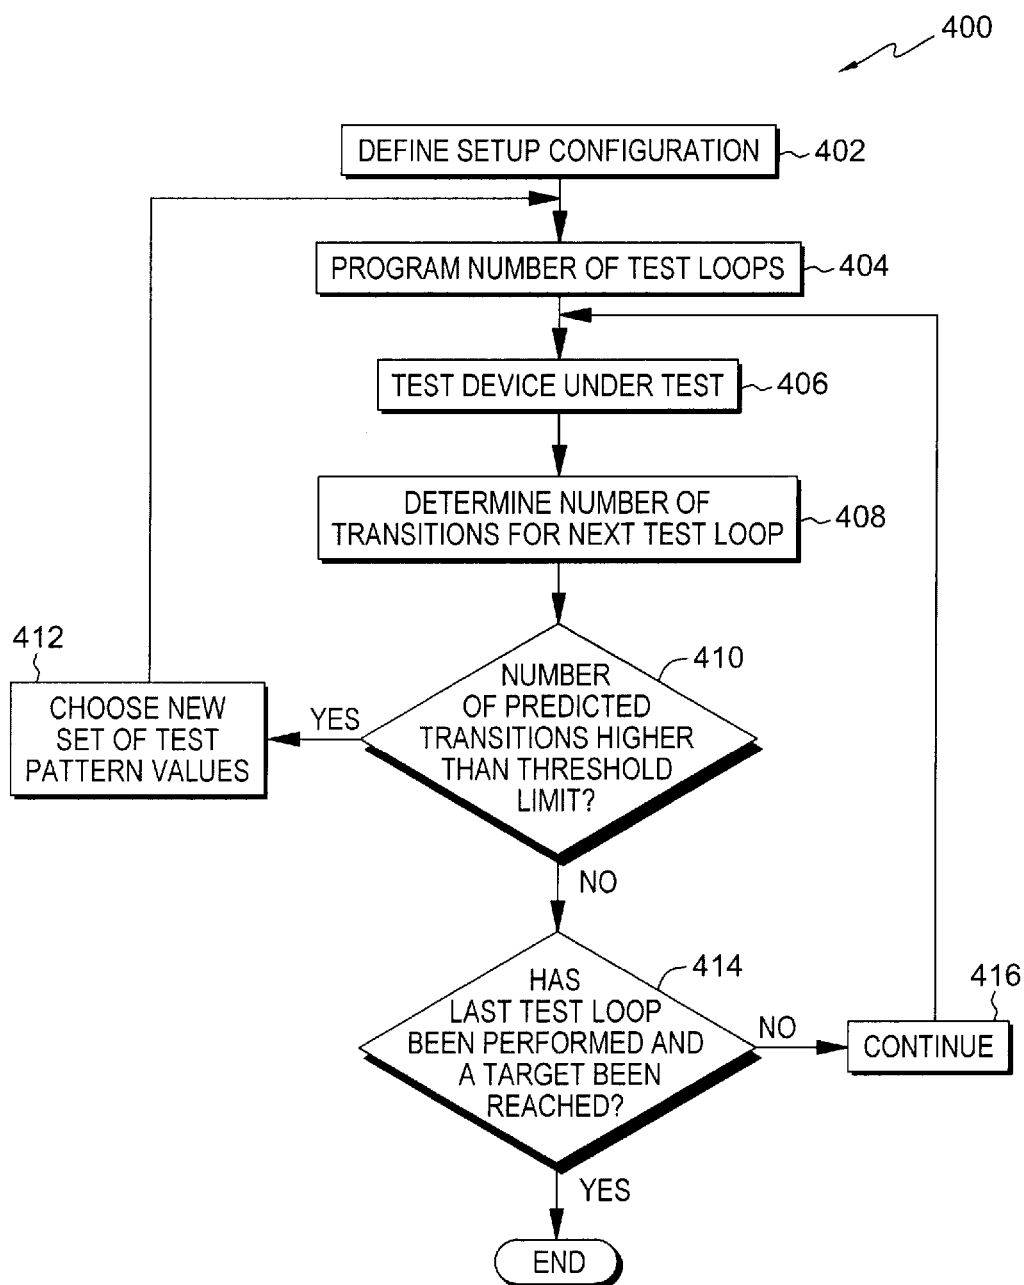 400
DEFINE SETUP CONFIGURATION
402
PROGRAM NUMBER OF TEST LOOPS
404
TEST DEVICE UNDER TEST
406
DETERMINE NUMBER OF
TRANSITIONS FOR NEXT TEST LOOP
408
412
CHOOSE NEW
SET OF TEST
PATTERN VALUES
YES
410
NUMBER
OF PREDICTED
TRANSITIONS HIGHER
THAN THRESHOLD
LIMIT?
NO
414
HAS
LAST TEST LOOP
BEEN PERFORMED AND
A TARGET BEEN
REACHED?
NO
416
CONTINUE
YES
END